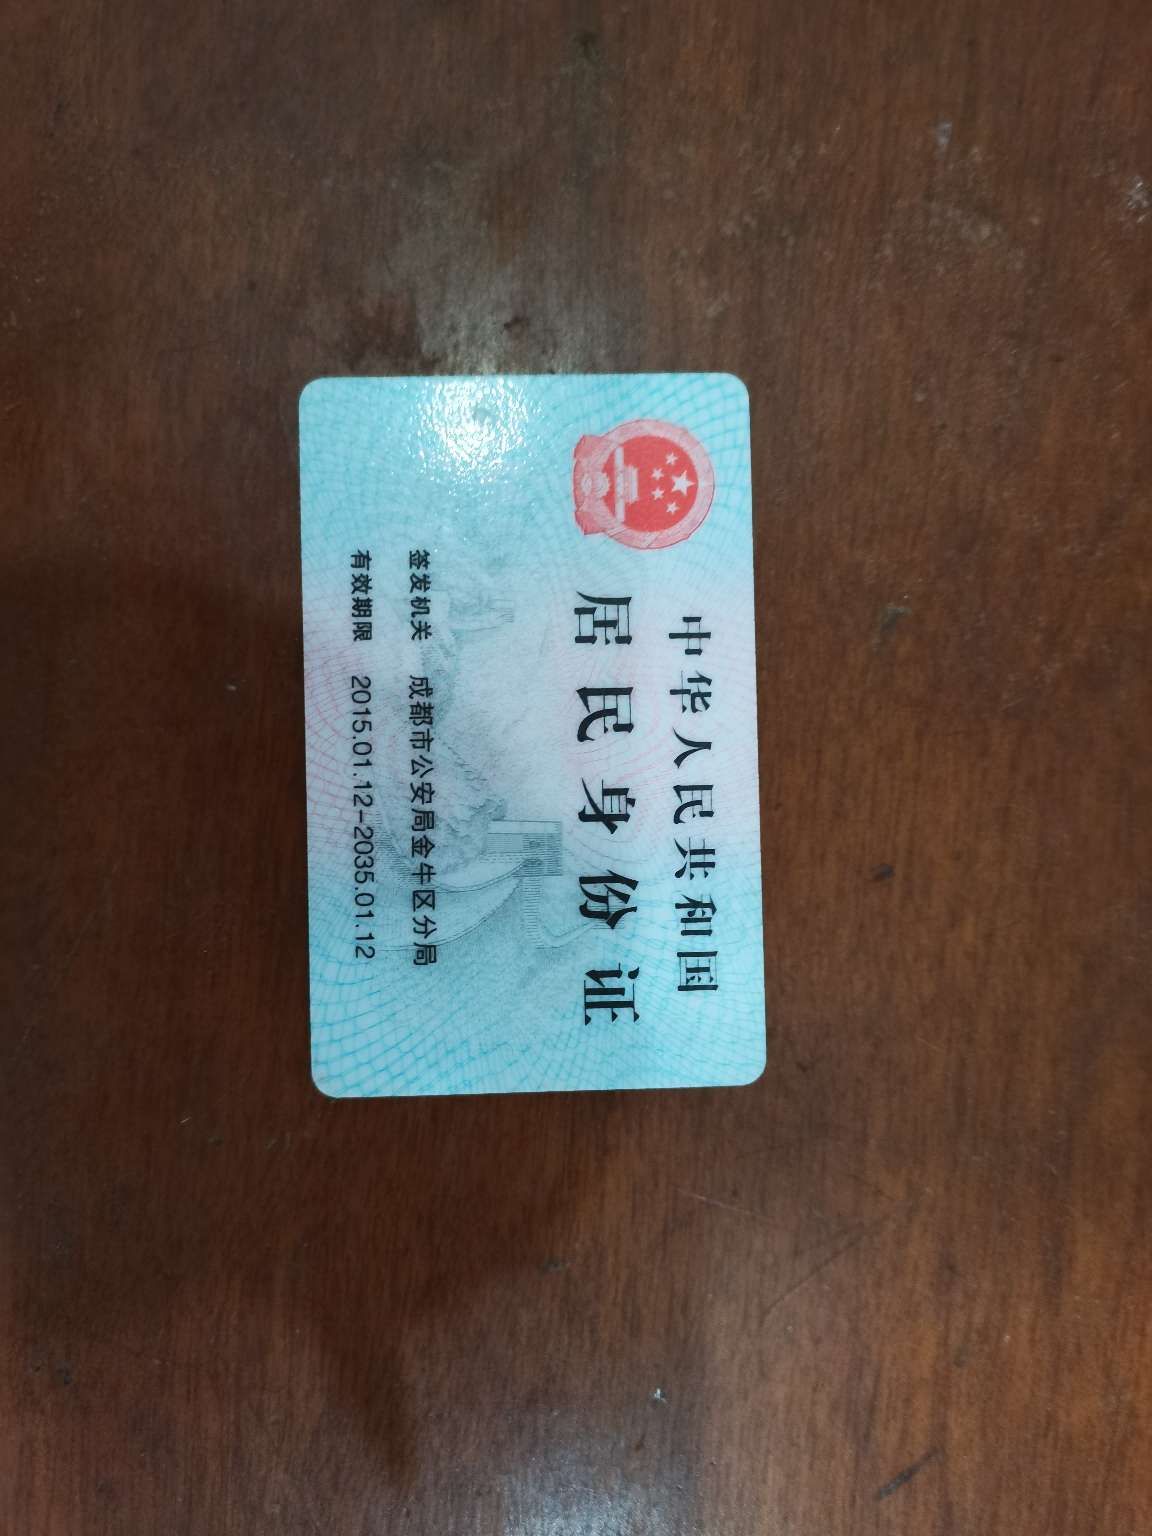 中华人民共和国
居民身份证
签发机关 成都市公安局金牛区分局
有效期限 2015.01.12-2035.01.12